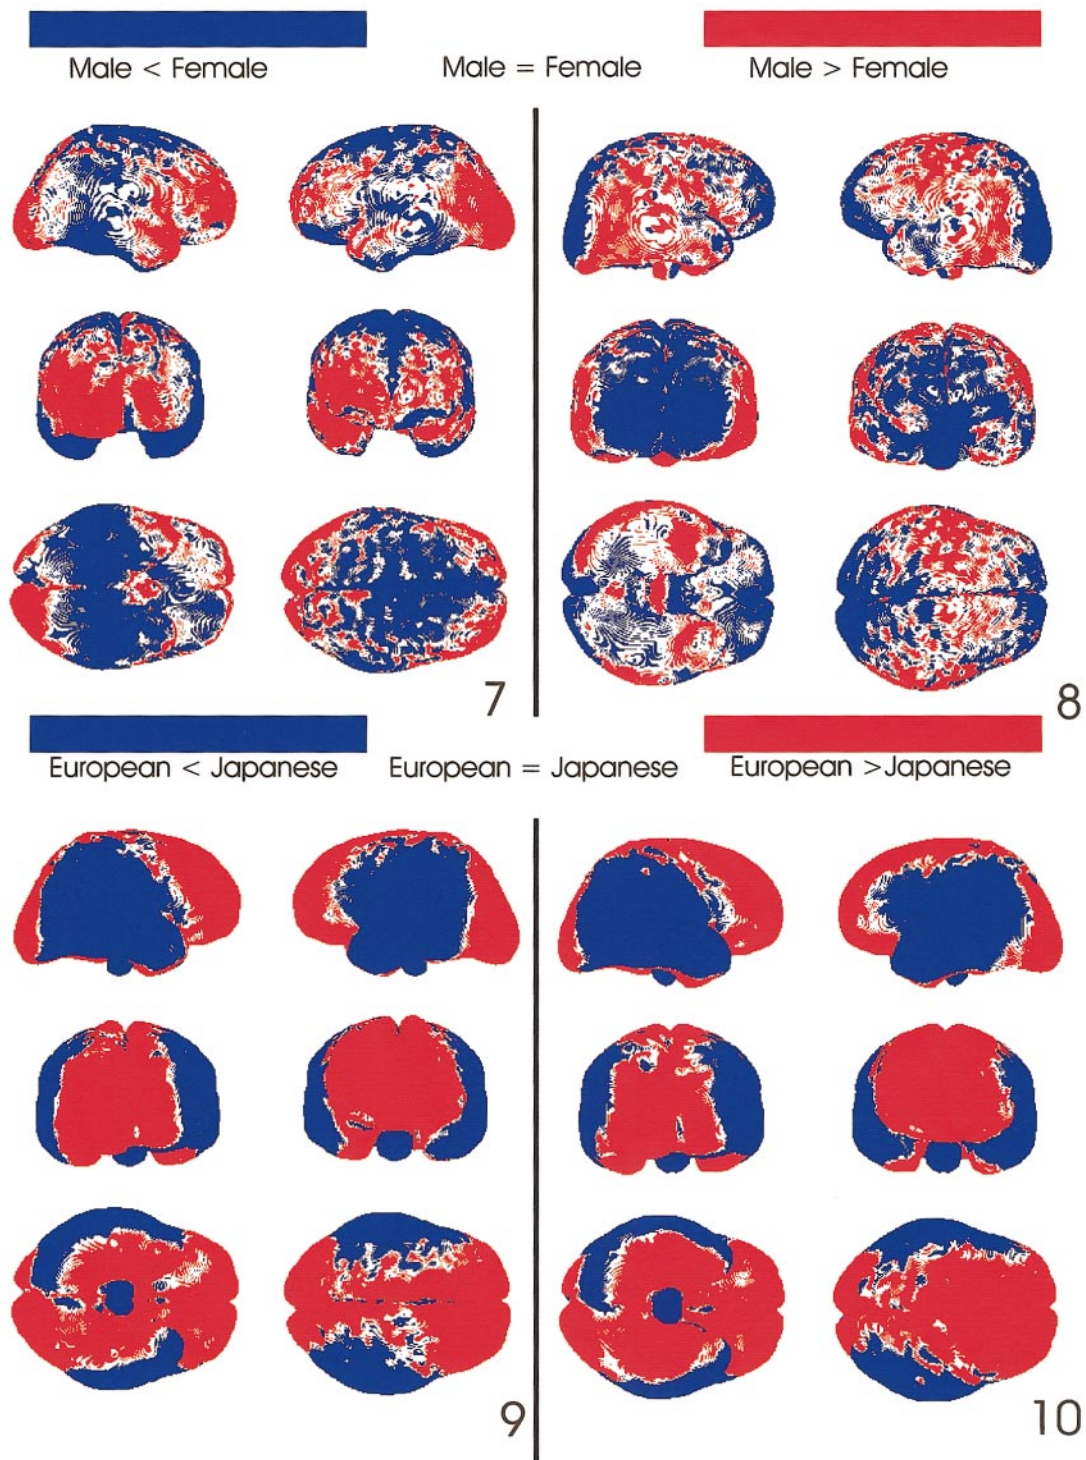 Male < Female
Male = Female
Male > Female
7
8
European < Japanese
European = Japanese
European >Japanese
9
10